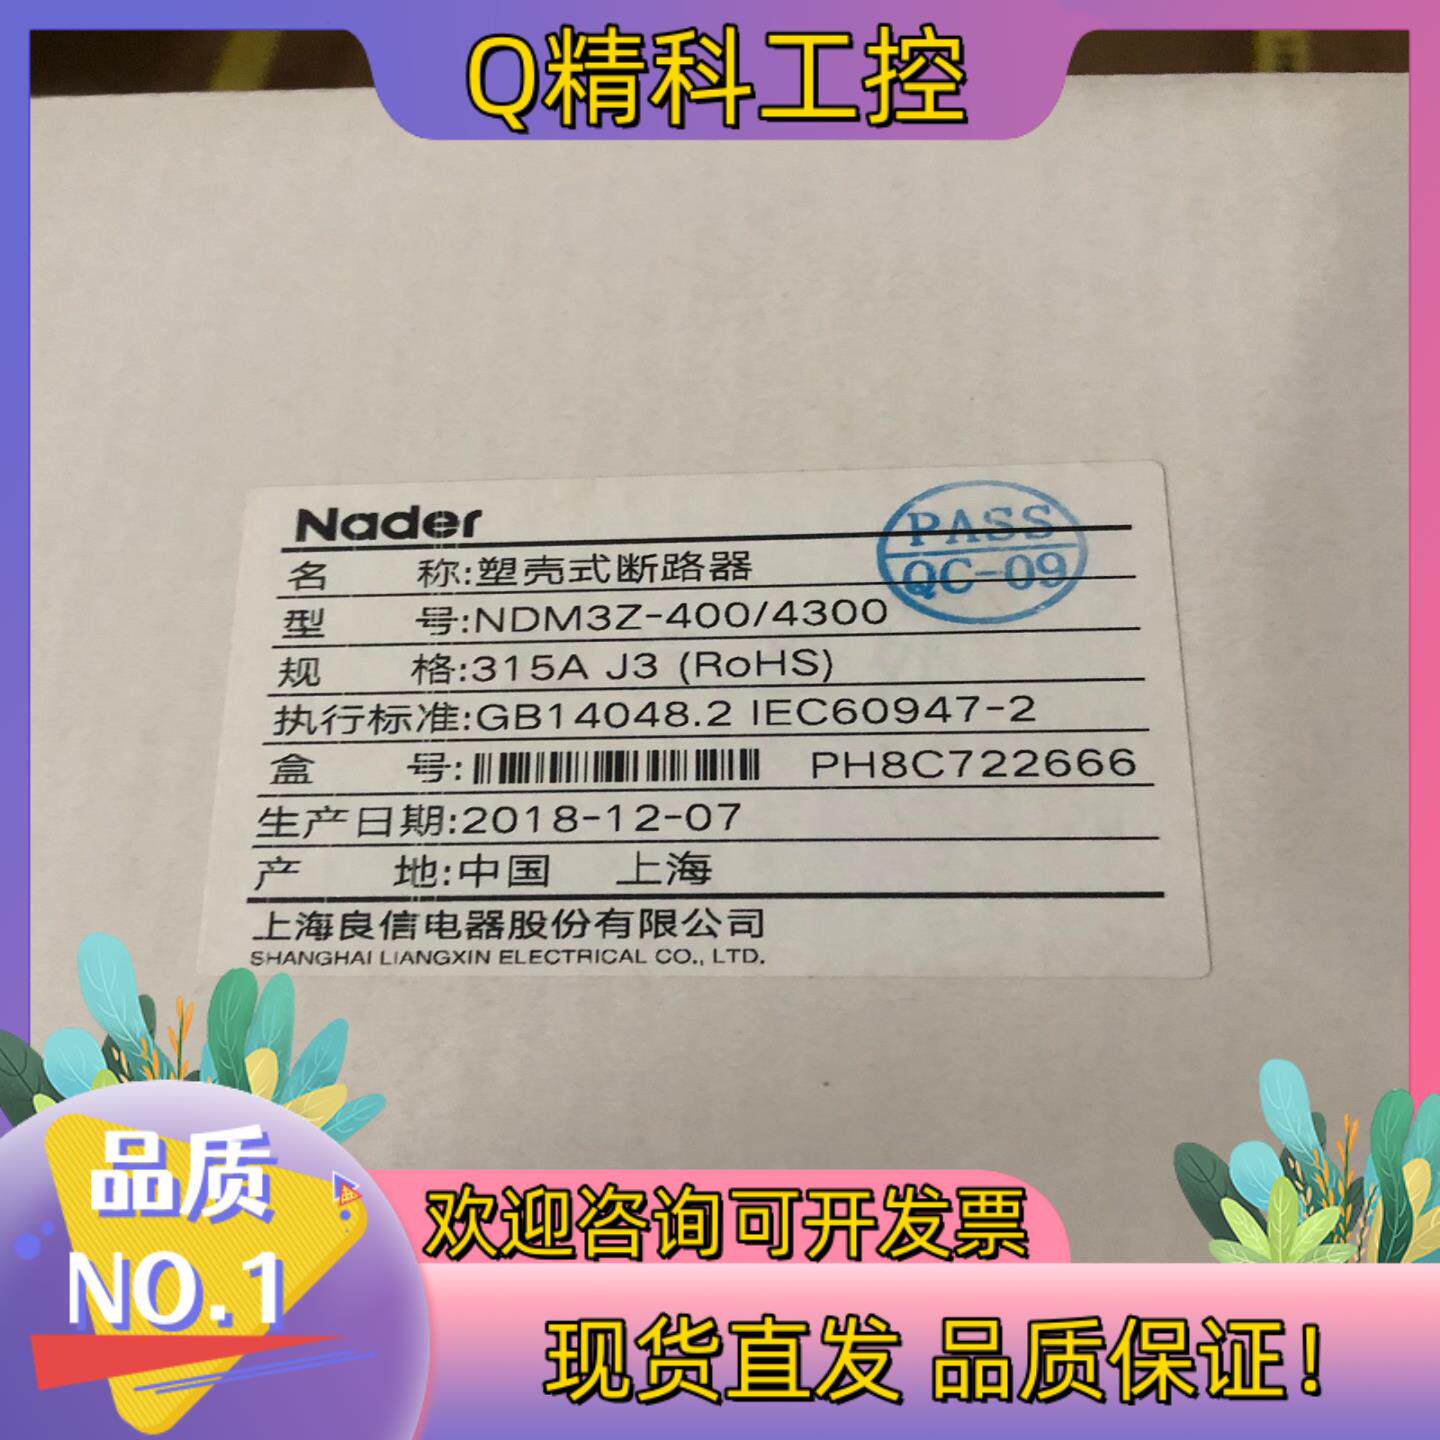 Q精科工控
Nader
PASS
QC-09
名 称:塑壳式断路器
型 号:NDM3Z-400/4300
规 格:315A J3 (RoHS)
执行标准:GB14048.2 IEC60947-2
盒 号: PH8C722666
生产日期:2018-12-07
产 地:中国 上海
上海良信电器股份有限公司
SHANGHAI LIANGXIN ELECTRICAL CO., LTD.
品质
NO.1
欢迎咨询可开发票
现货直发 品质保证!